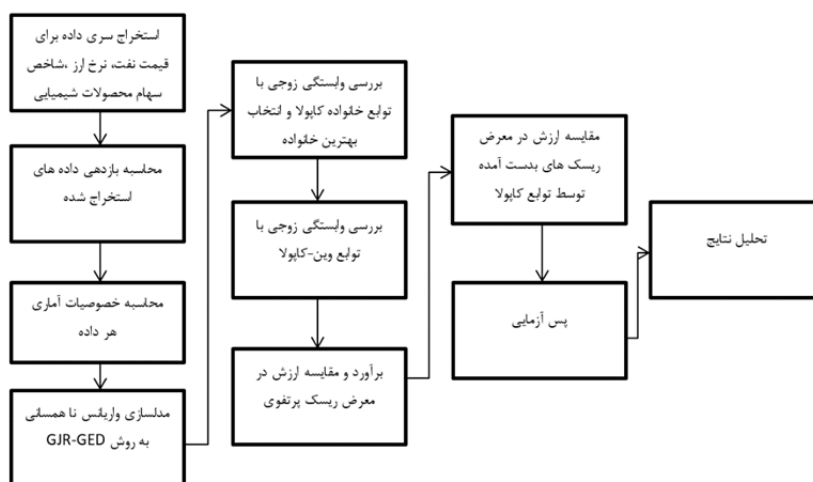 استخراج سری داده برای
قیمت نفت، نرخ ارز ،شاخص
سهام محصولات شیمیایی
محاسبه بازدهی داده های
استخراج شده
محاسبه خصوصیات آماری
هر داده
مدلسازی واریانس نا همسانی
به روش GJR-GED
بررسی وابستگی زوجی با
توابع خانواده کاپولا و انتخاب
بهترین خانواده
بررسی وابستگی زوجی با
توابع وین-کاپولا
برآورد و مقایسه ارزش در
معرض ریسک پرتفوی
مقایسه ارزش در معرض
ریسک های بدست آمده
توسط توابع کاپولا
پس آزمایی
تحلیل نتایج